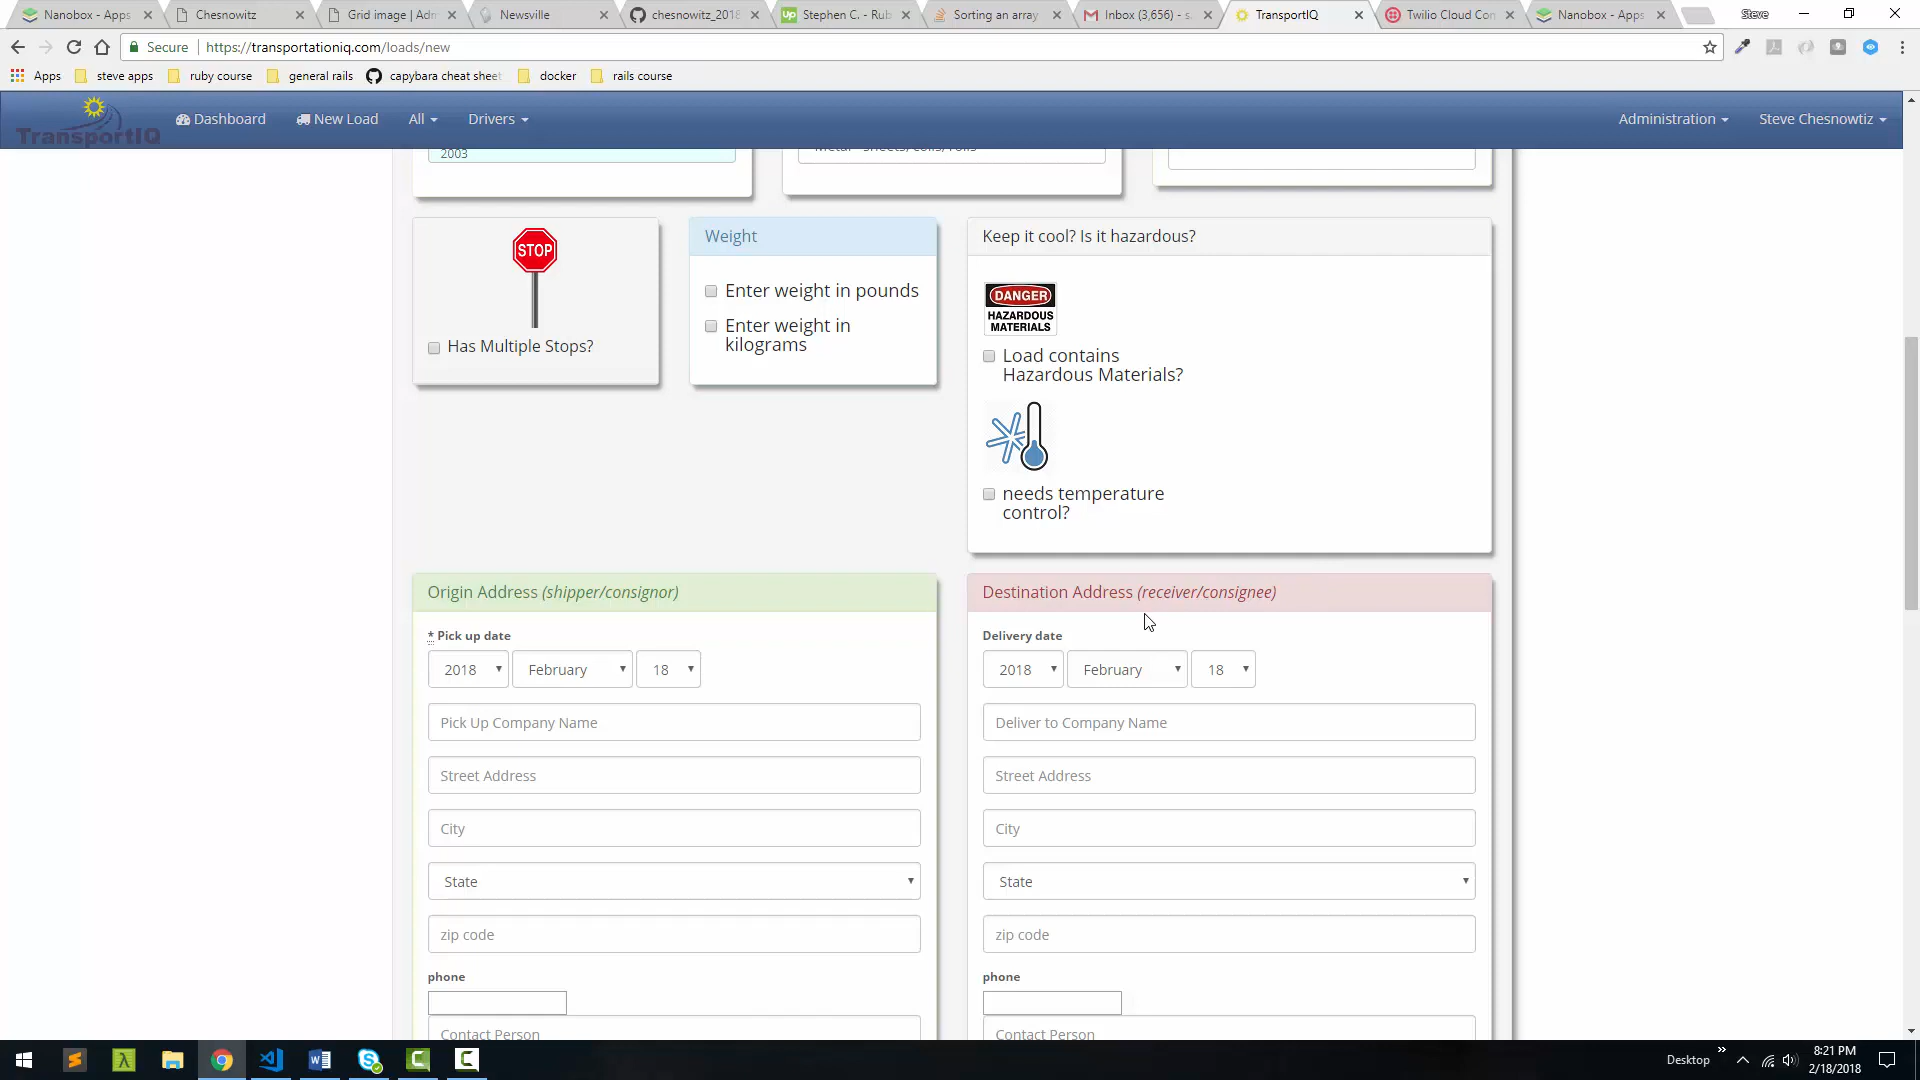 Nanobox - Apps
Chesnowitz
Grid image | Adm
Newsville
chesnowitz_2018
Stephen C. - Rub
Sorting an array
Inbox (3,656) - s
TransportIQ
Twilio Cloud Con
Nanobox - Apps
Steve
Secure
https://transportationiq.com/loads/new
Apps
steve apps
ruby course
general rails
capybara cheat sheet
docker
rails course
TransportIQ
Dashboard
New Load
All
Drivers
Administration
Steve Chesnowtiz
2003
Metal - sheets, coils, rolls
STOP
Has Multiple Stops?
Weight
Enter weight in pounds
Enter weight in
kilograms
Keep it cool? Is it hazardous?
DANGER
HAZARDOUS
MATERIALS
Load contains
Hazardous Materials?
needs temperature
control?
Origin Address (shipper/consignor)
* Pick up date
2018
February
18
Pick Up Company Name
Street Address
City
State
zip code
phone
Contact Person
Destination Address (receiver/consignee)
Delivery date
2018
February
18
Deliver to Company Name
Street Address
City
State
zip code
phone
Contact Person
Desktop
8:21 PM
2/18/2018